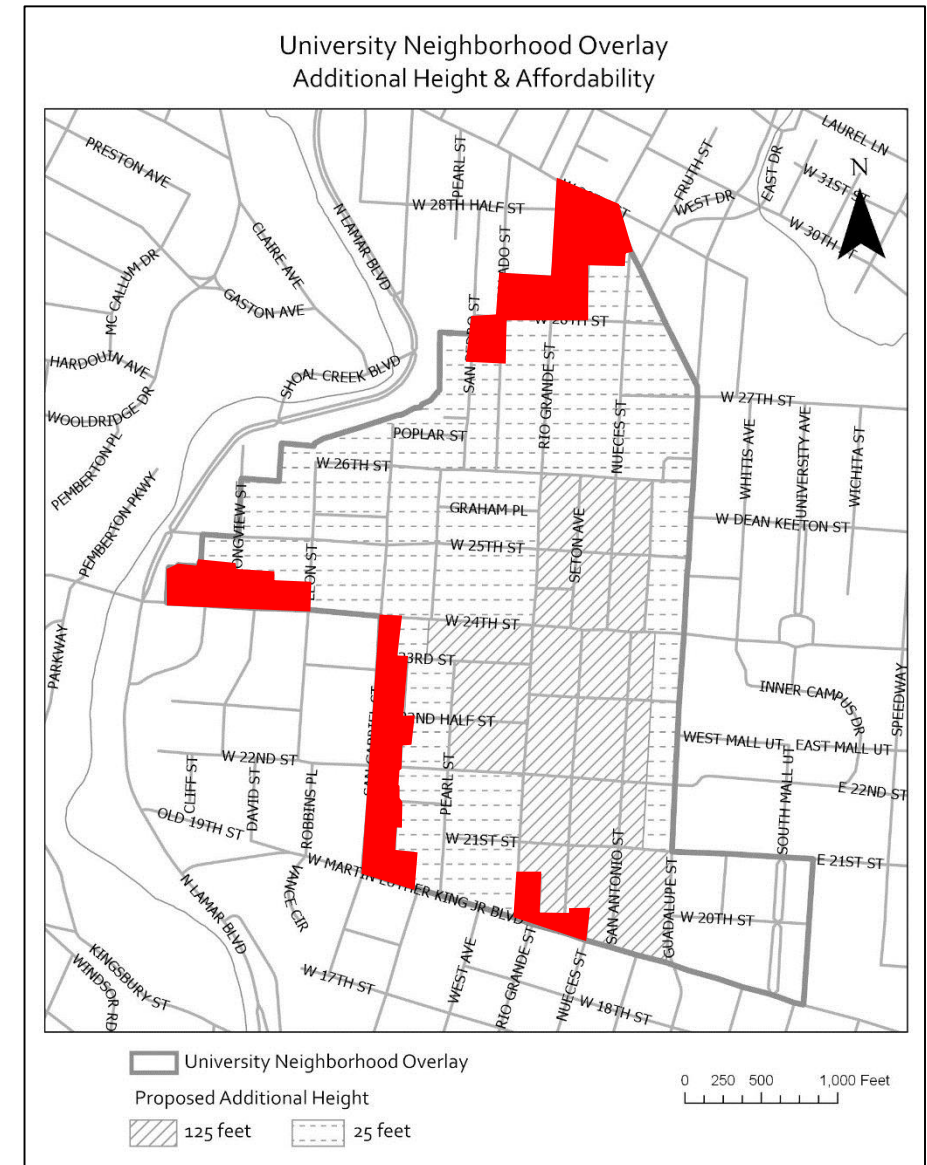 University Neighborhood Overlay
Additional Height & Affordability
LAUREL LN
PRESTON AVE
PEARL ST
FRUTH ST
EAST DR
W 31ST ST
N
W 28TH HALF ST
WEST DR
W 30TH ST
N LAMAR BLVD
CLAIRE AVE
MC CALLUM DR
GASTON AVE
HARDOUIN AVE
SHOAL CREEK BLVD
WOOLDRIDGE DR
W 27TH ST
RIO GRANDE ST
NUECES ST
POPLAR ST
WHITIS AVE
UNIVERSITY AVE
WICHITA ST
PEMBERTON PL
W 26TH ST
PEMBERTON PKWY
GRAHAM PL
SETON AVE
W DEAN KEETON ST
W 25TH ST
W 24TH ST
PARKWAY
23RD ST
INNER CAMPUS DR
SPEEDWAY
22ND HALF ST
WEST MALL UT
EAST MALL UT
W 22ND ST
PEARL ST
E 22ND ST
CLIFF ST
DAVID ST
ROBBINS PL
SOUTH MALL UT
OLD 19TH ST
W 21ST ST
E 21ST ST
W MARTIN LUTHER KING JR BLVD
SAN ANTONIO ST
GUADALUPE ST
VANCE CIR
W 20TH ST
N LAMAR BLVD
KINGSBURY ST
WINDSOR RD
W 17TH ST
WEST AVE
RIO GRANDE ST
NUECES ST
W 18TH ST
University Neighborhood Overlay
Proposed Additional Height
125 feet
25 feet
0 250 500 1,000 Feet